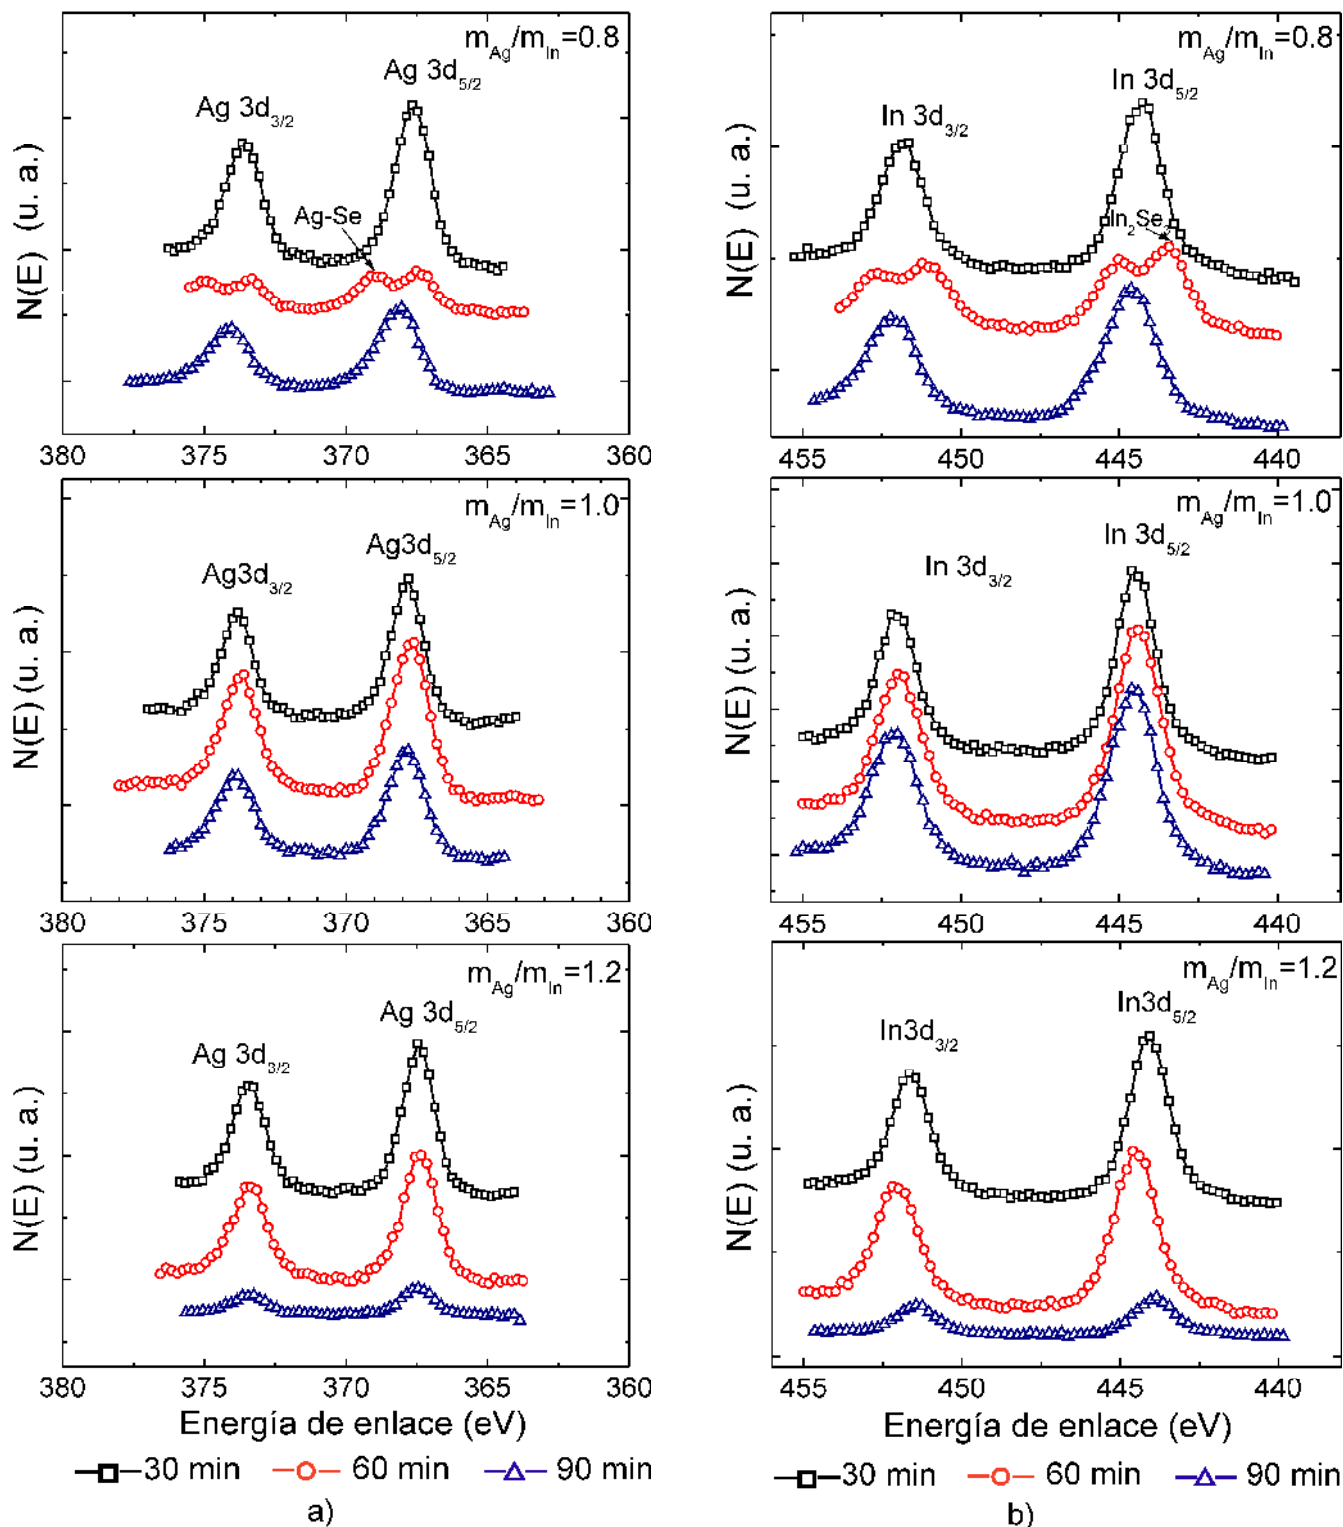 m_Ag/m_In=0.8
Ag 3d_5/2
Ag 3d_3/2
Ag-Se
N(E) (u. a.)
380 375 370 365 360
m_Ag/m_In=0.8
In 3d_5/2
In 3d_3/2
In_2Se_3
N(E) (u. a.)
455 450 445 440
m_Ag/m_In=1.0
Ag3d_5/2
Ag3d_3/2
N(E) (u. a.)
380 375 370 365 360
m_Ag/m_In=1.0
In 3d_5/2
In 3d_3/2
N(E) (u. a.)
455 450 445 440
m_Ag/m_In=1.2
Ag 3d_5/2
Ag 3d_3/2
N(E) (u. a.)
380 375 370 365 360
Energía de enlace (eV)
30 min 60 min 90 min
a)
m_Ag/m_In=1.2
In3d_5/2
In3d_3/2
N(E) (u. a.)
455 450 445 440
Energía de enlace (eV)
30 min 60 min 90 min
b)